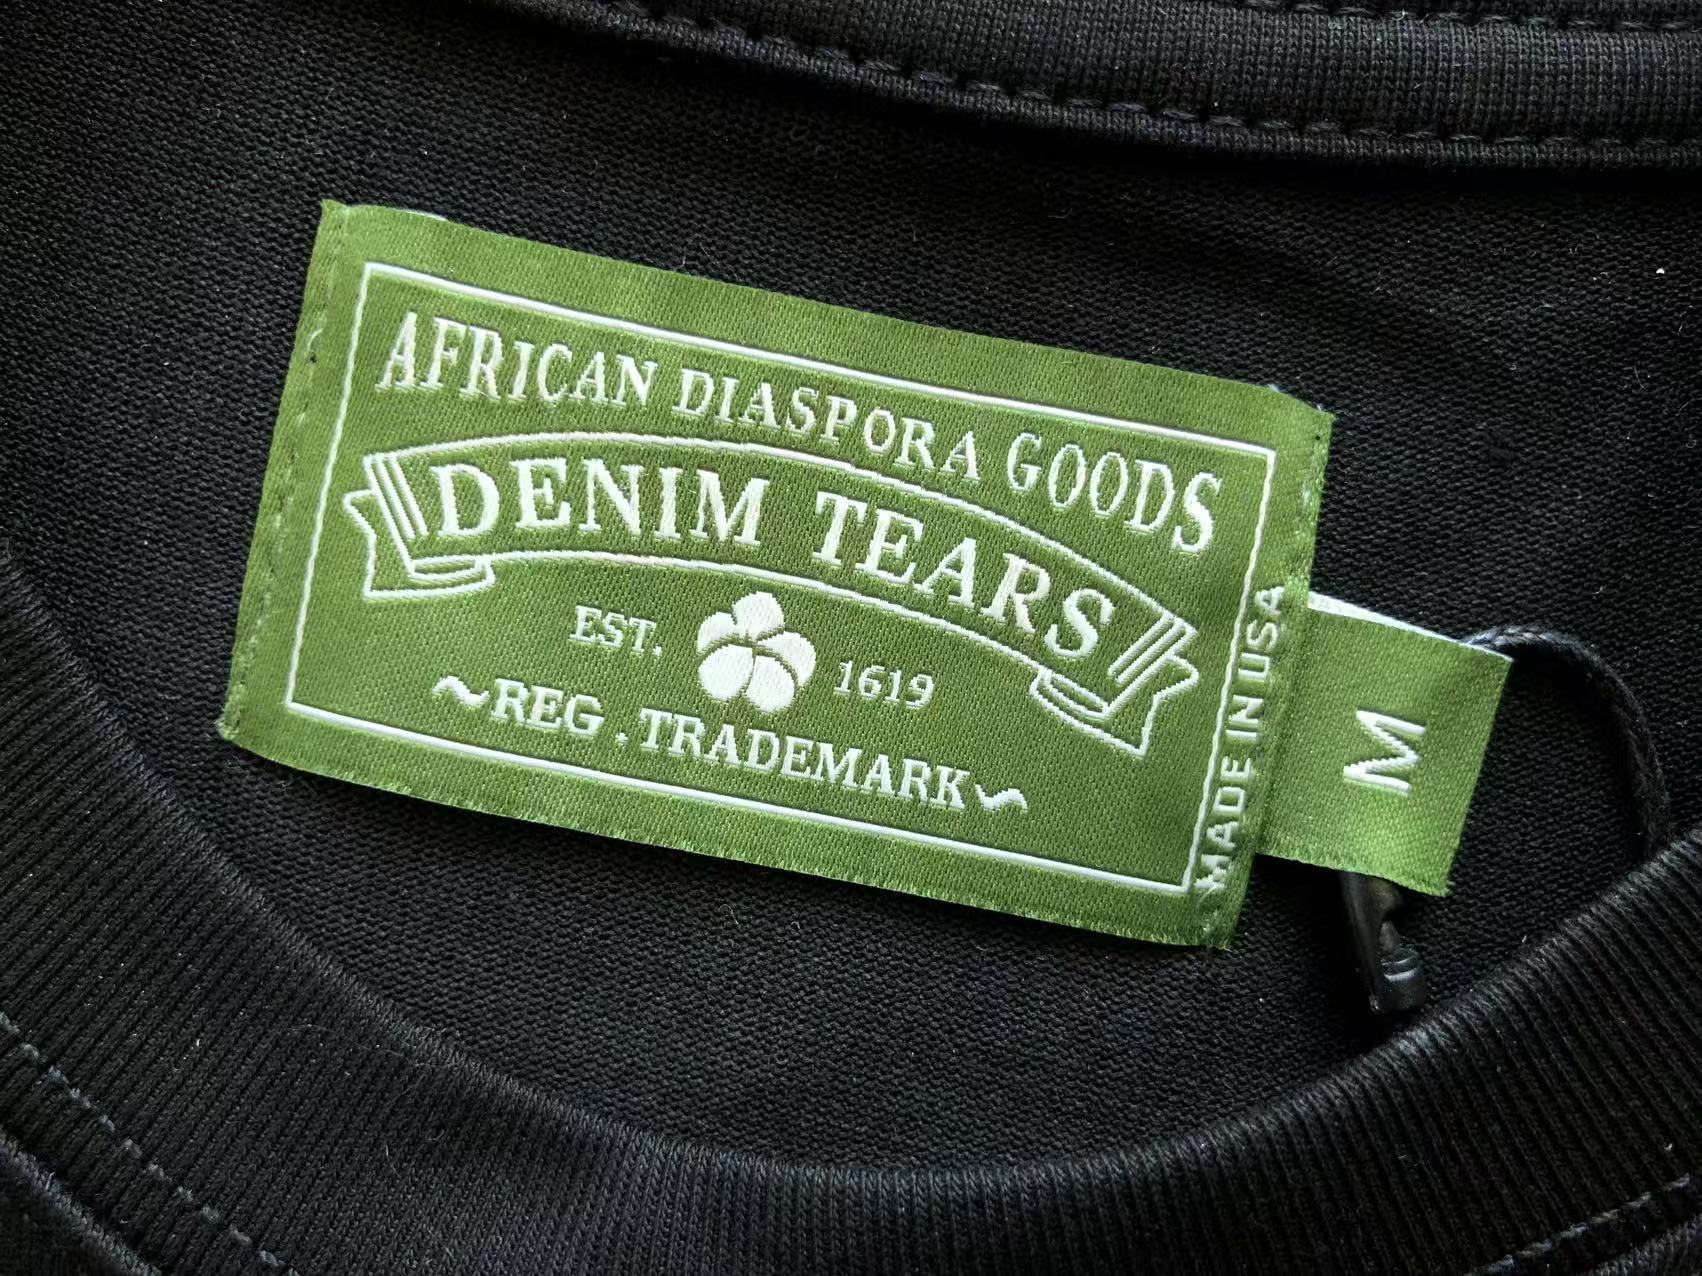 AFRICAN DIASPORA GOODS
DENIM TEARS
EST. 1619
~REG .TRADEMARK~
MADE IN USA
M